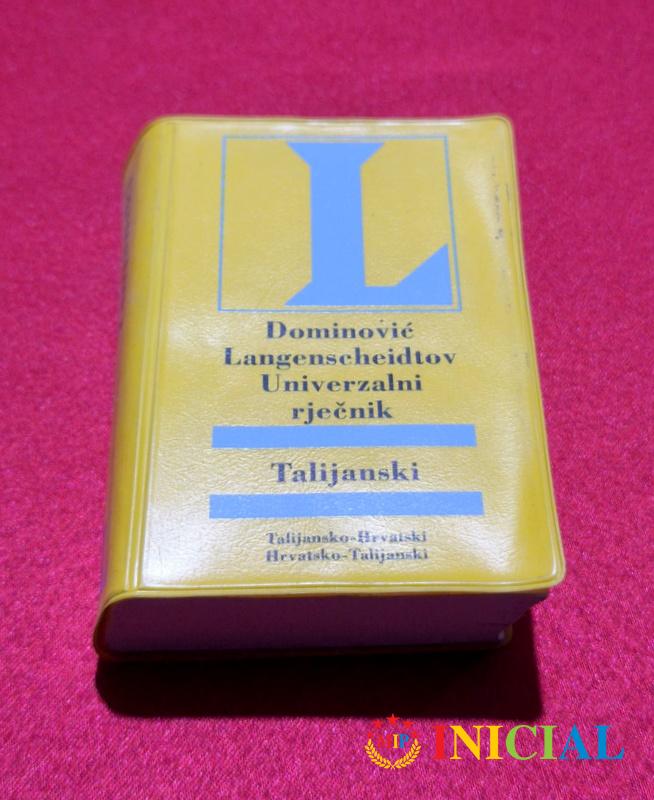 L
Dominović
Langenscheidtov
Univerzalni
rječnik
Talijanski
Talijansko-Hrvatski
Hrvatsko-Talijanski
INICIAL